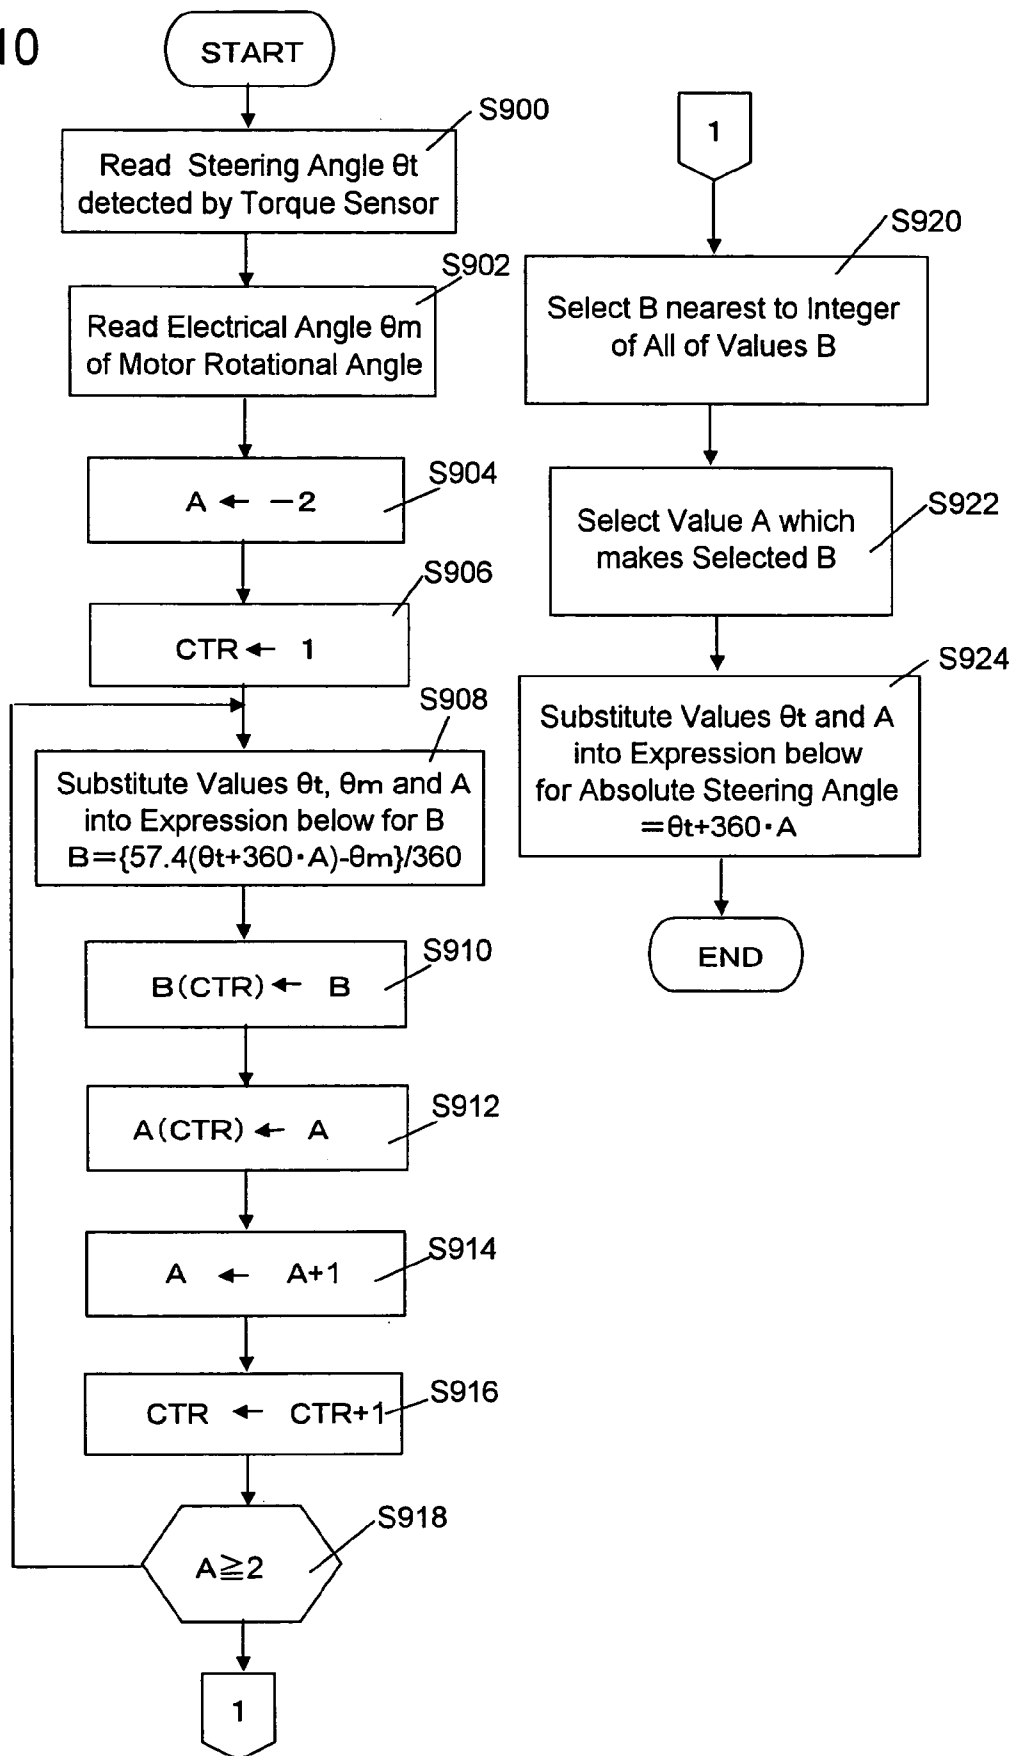 10
START
S900
Read Steering Angle θt
detected by Torque Sensor
S902
Read Electrical Angle θm
of Motor Rotational Angle
S904
A ← −2
S906
CTR ← 1
S908
Substitute Values θt, θm and A
into Expression below for B
B={57.4(θt+360·A)-θm}/360
S910
B(CTR) ← B
S912
A(CTR) ← A
S914
A ← A+1
S916
CTR ← CTR+1
S918
A≧2
1
1
S920
Select B nearest to Integer
of All of Values B
S922
Select Value A which
makes Selected B
S924
Substitute Values θt and A
into Expression below
for Absolute Steering Angle
=θt+360·A
END